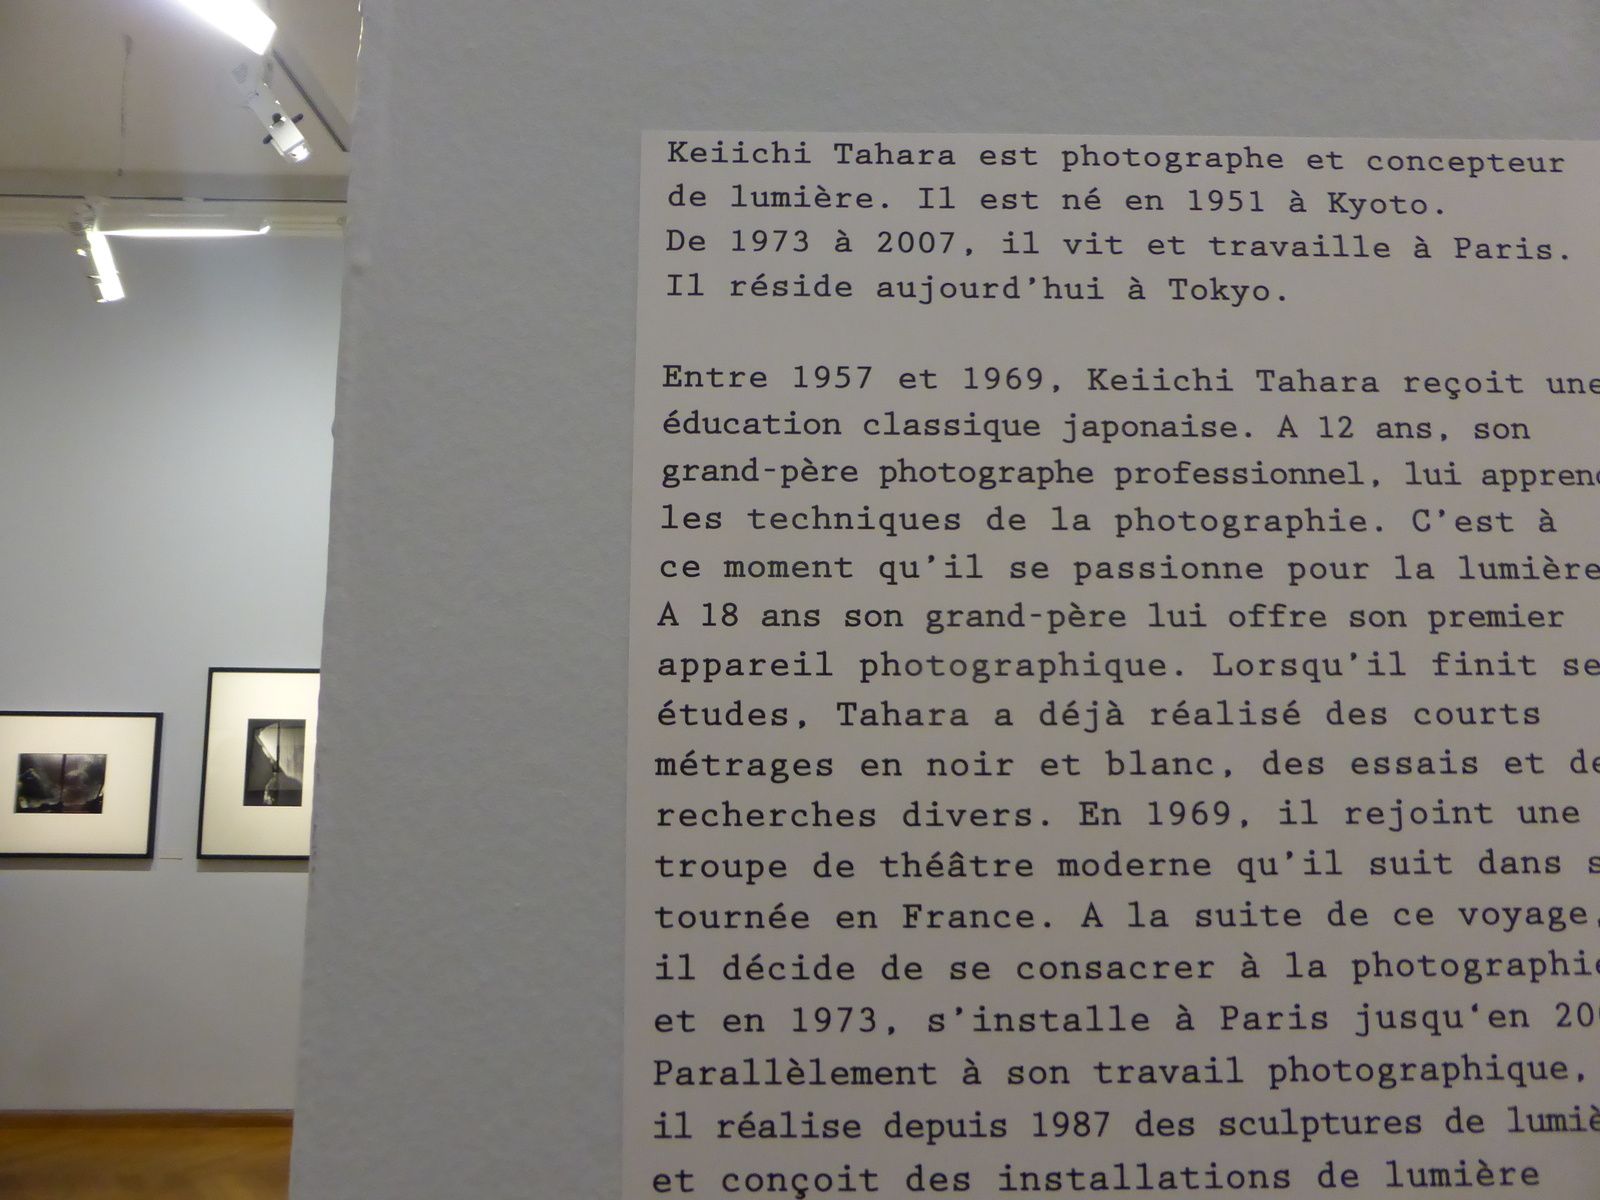 Keiichi Tahara est photographe et concepteur
de lumière. Il est né en 1951 à Kyoto.
De 1973 à 2007, il vit et travaille à Paris.
Il réside aujourd'hui à Tokyo.
Entre 1957 et 1969, Keiichi Tahara reçoit une
éducation classique japonaise. A 12 ans, son
grand-père photographe professionnel, lui apprend
les techniques de la photographie. C'est à
ce moment qu'il se passionne pour la lumière
A 18 ans son grand-père lui offre son premier
appareil photographique. Lorsqu'il finit se
études, Tahara a déjà réalisé des courts
métrages en noir et blanc, des essais et de
recherches divers. En 1969, il rejoint une
troupe de théâtre moderne qu'il suit dans s
tournée en France. A la suite de ce voyage,
il décide de se consacrer à la photographie
et en 1973, s'installe à Paris jusqu‘en 200
Parallèlement à son travail photographique,
il réalise depuis 1987 des sculptures de lumiè
et conçoit des installations de lumière